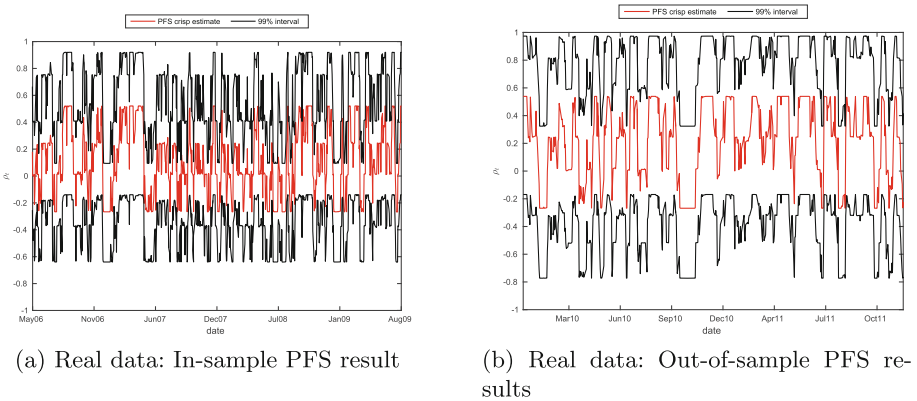 PFS crisp estimate 99% interval
1
0.8
0.6
0.4
0.2
0
-0.2
-0.4
-0.6
-0.8
-1
ρt
May06 Nov06 Jun07 Dec07 Jul08 Jan09 Aug09
date
(a) Real data: In-sample PFS result
PFS crisp estimate 99% interval
1
0.8
0.6
0.4
0.2
0
-0.2
-0.4
-0.6
-0.8
-1
ρt
Mar10 Jun10 Sep10 Dec10 Apr11 Jul11 Oct11
date
(b) Real data: Out-of-sample PFS re-
sults